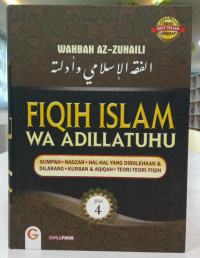 WAHBAH AZ-ZUHAILI
الفقه الإسلامي وأدلته
FIQIH ISLAM
WA ADILLATUHU
SUMPAH • NADZAR • HAL-HAL YANG DIBOLEHKAN &
DILARANG • KURBAN & AQIQAH • TEORI-TEORI FIQIH
4
G
DARULFIKIR